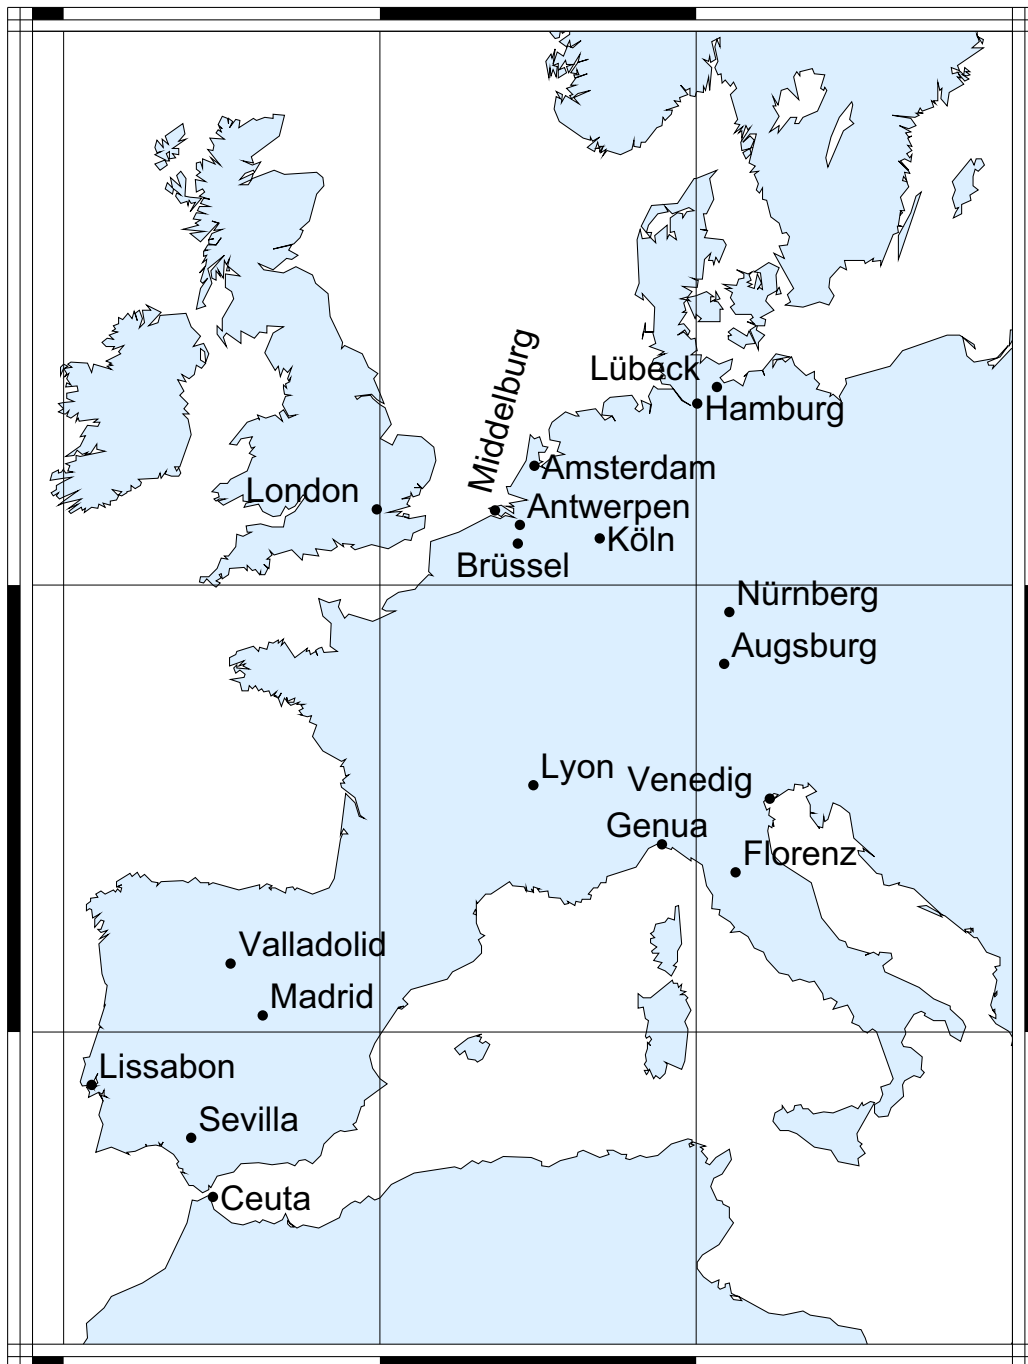 Middelburg
Lübeck
Hamburg
Amsterdam
London
Antwerpen
Köln
Brüssel
Nürnberg
Augsburg
Lyon
Venedig
Genua
Florenz
Valladolid
Madrid
Lissabon
Sevilla
Ceuta